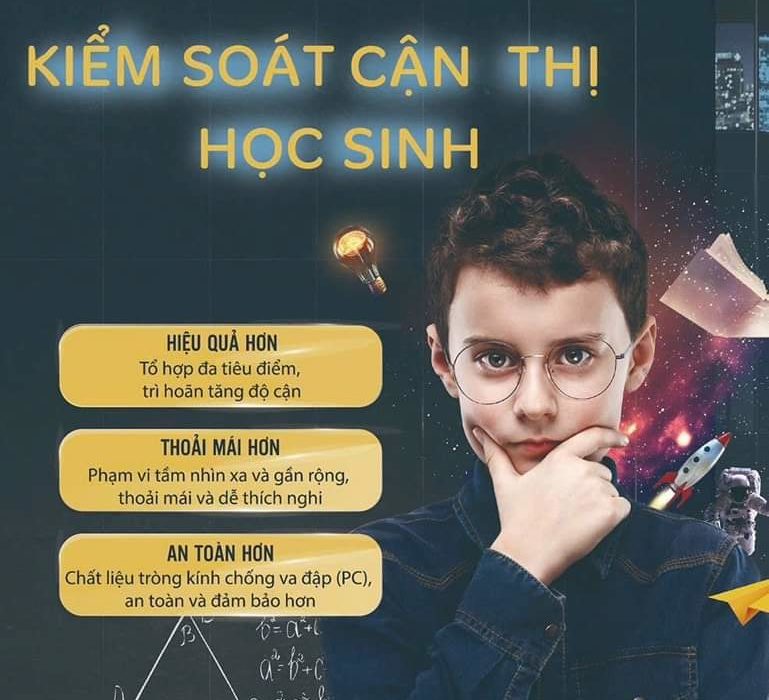 KIỂM SOÁT CẬN THỊ
HỌC SINH
HIỆU QUẢ HƠN
Tổ hợp đa tiêu điểm,
trì hoãn tăng độ cận
THOẢI MÁI HƠN
Phạm vi tầm nhìn xa và gần rộng,
thoải mái và dễ thích nghi
AN TOÀN HƠN
Chất liệu tròng kính chống va đập (PC),
an toàn và đảm bảo hơn
B